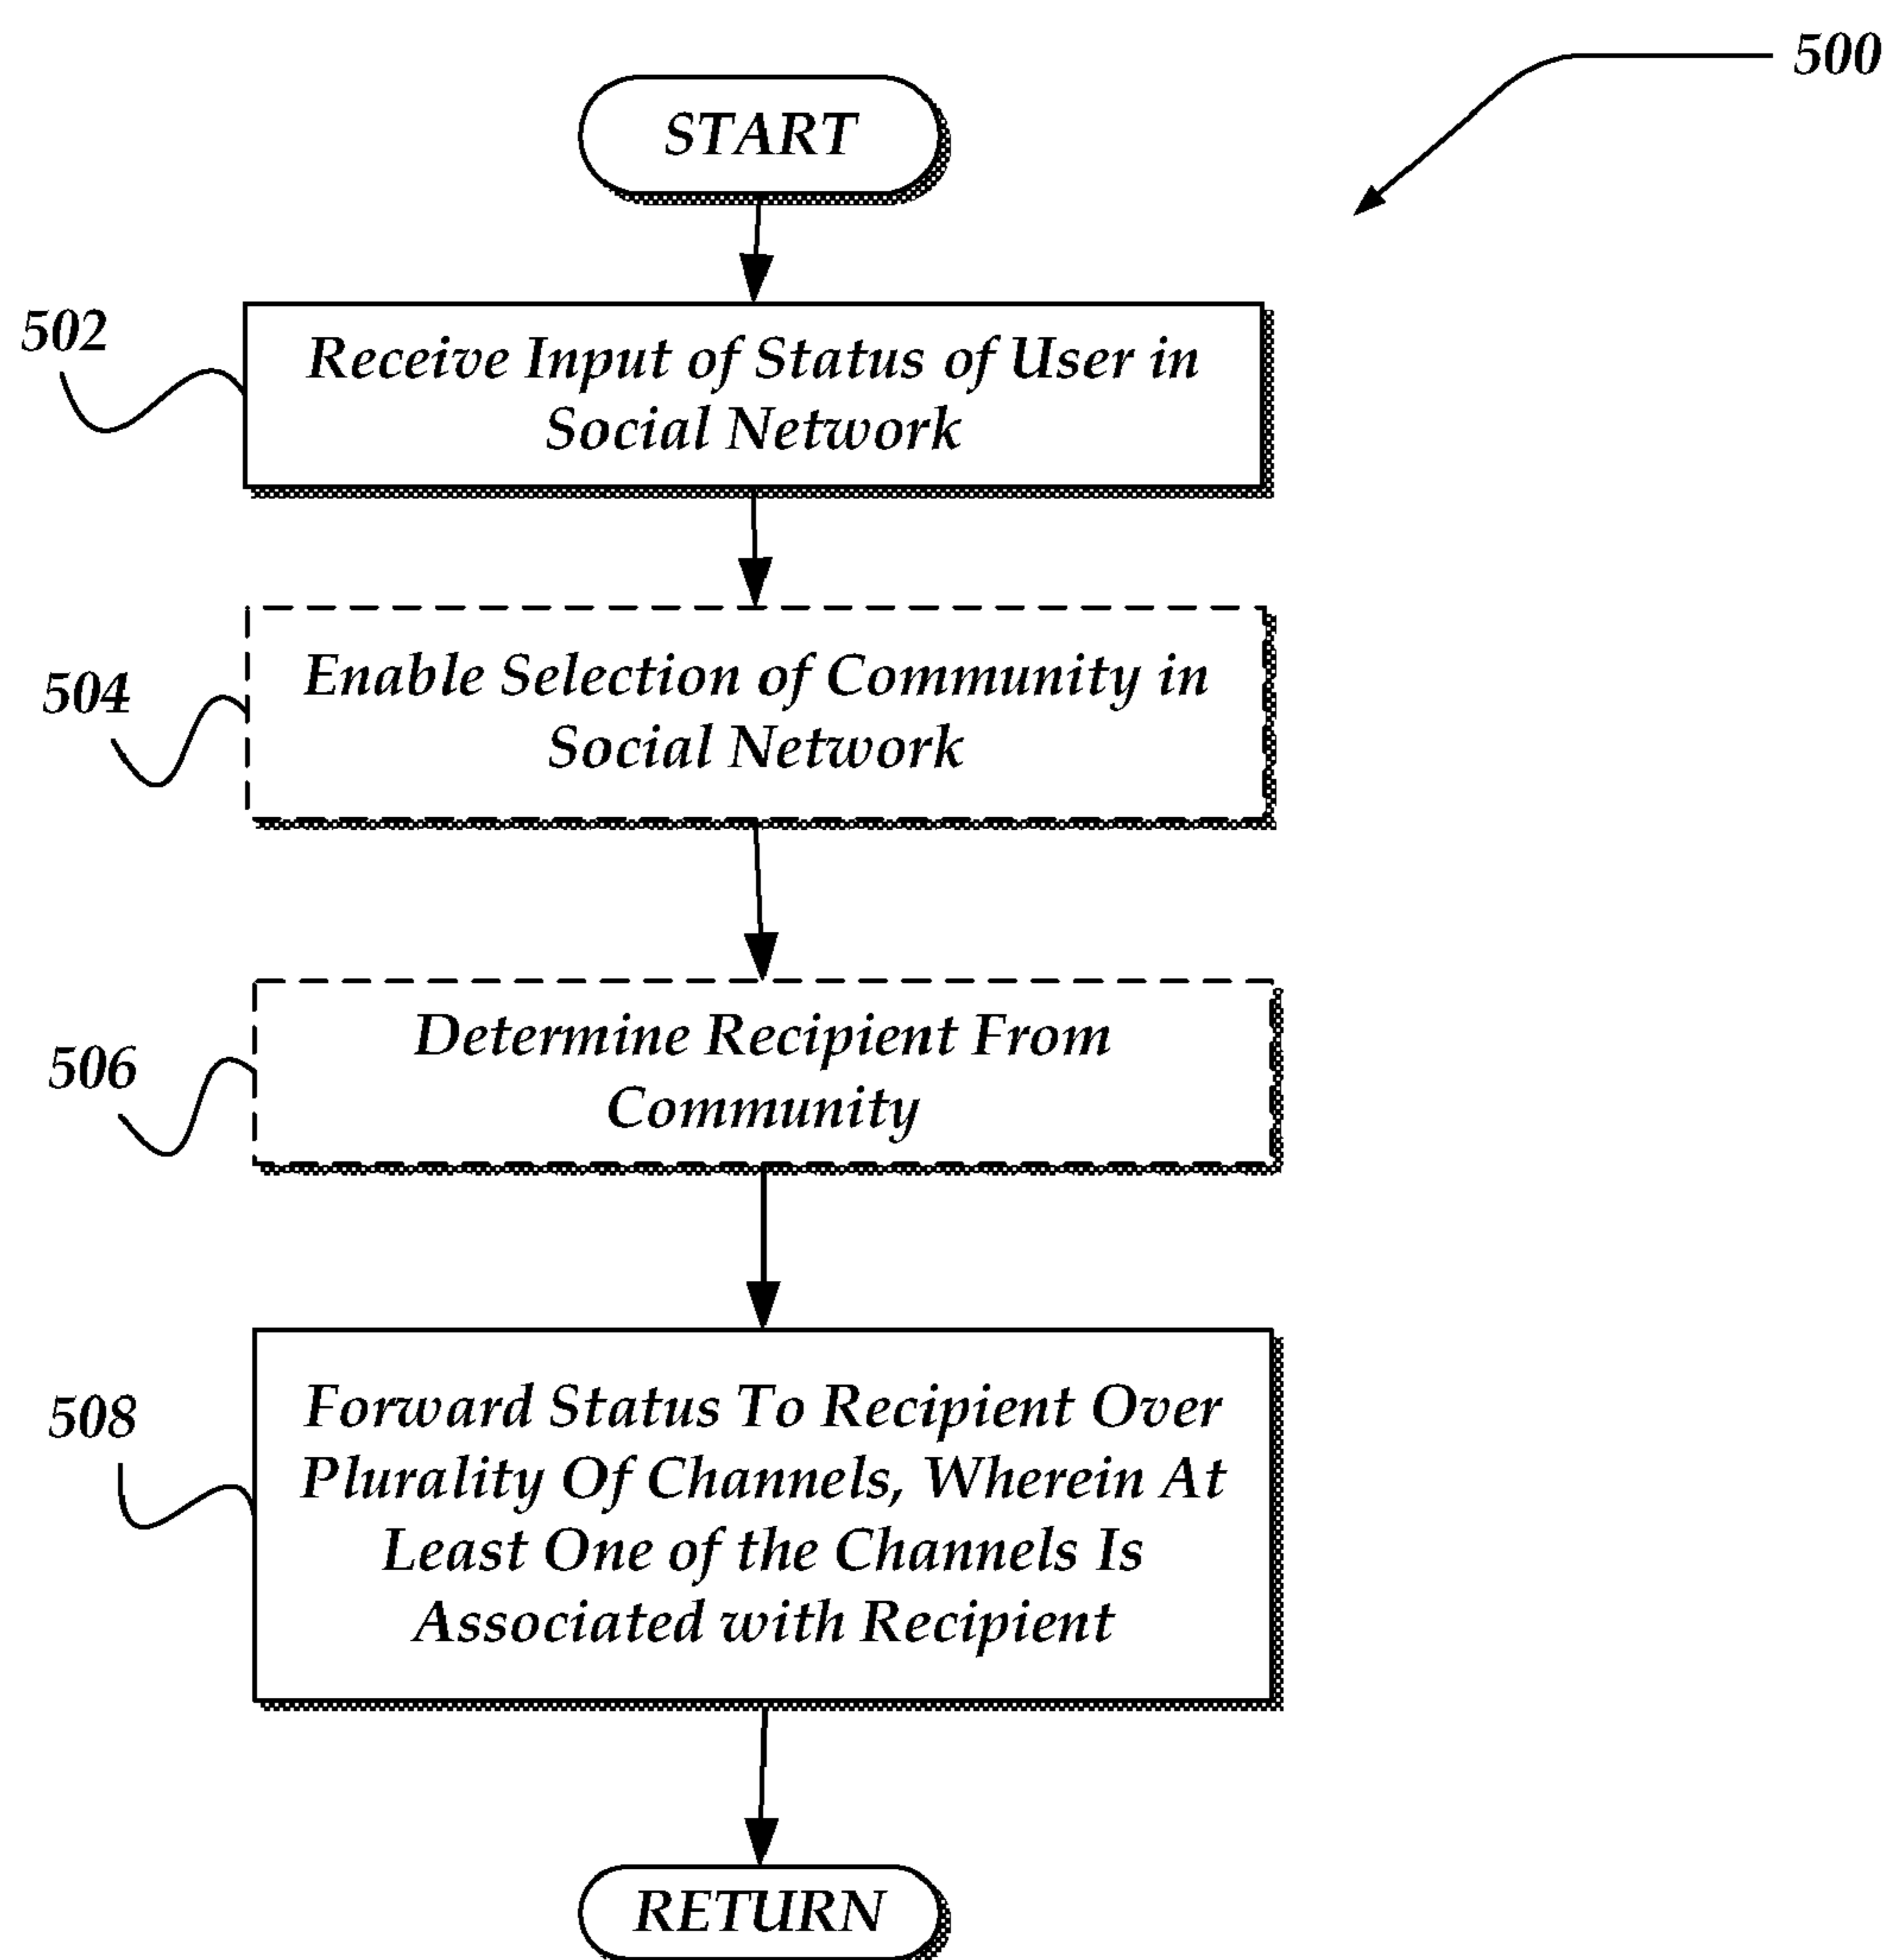 500
START
502
Receive Input of Status of User in
Social Network
504
Enable Selection of Community in
Social Network
506
Determine Recipient From
Community
508
Forward Status To Recipient Over
Plurality Of Channels, Wherein At
Least One of the Channels Is
Associated with Recipient
RETURN